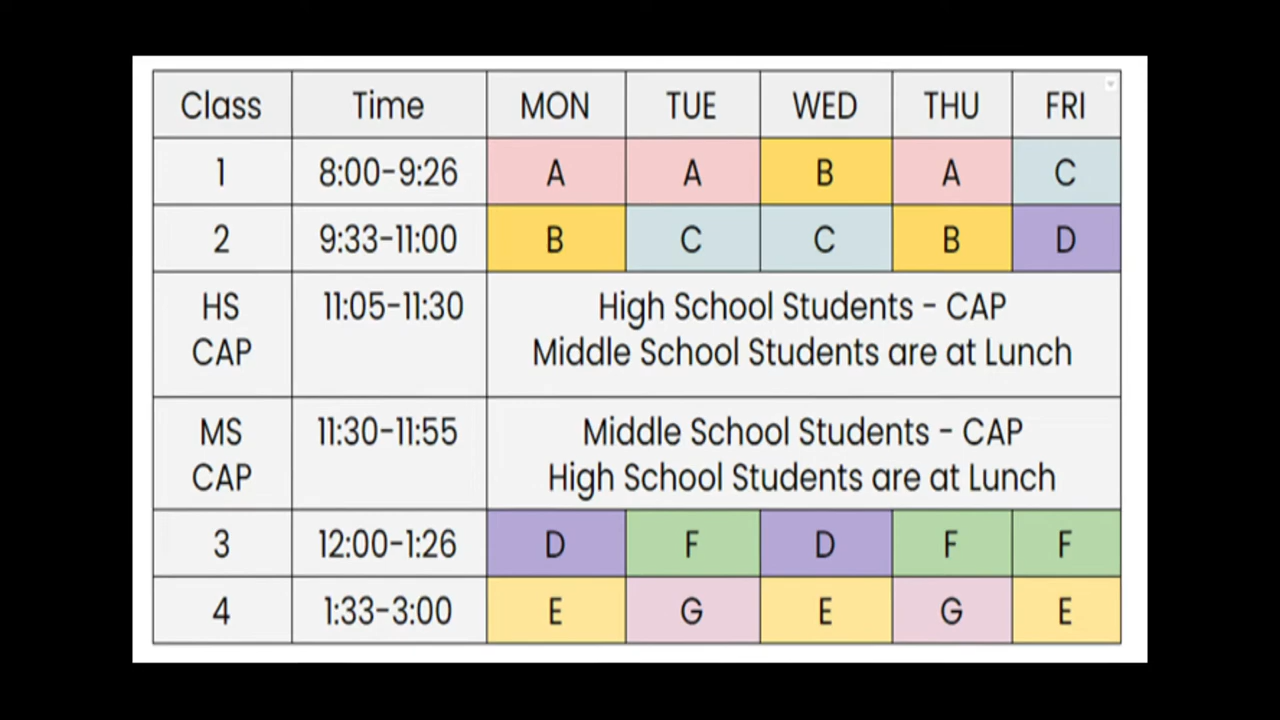 Class Time MON TUE WED THU FRI
1 8:00-9:26 A A B A C
2 9:33-11:00 B C C B D
HS 11:05-11:30 High School Students - CAP
CAP Middle School Students are at Lunch
MS 11:30-11:55 Middle School Students - CAP
CAP High School Students are at Lunch
3 12:00-1:26 D F D F F
4 1:33-3:00 E G E G E